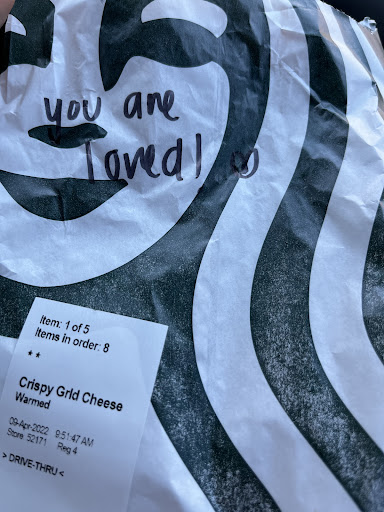 you are
loved!
Item: 1 of 5
Items in order: 8
**
Crispy Grld Cheese
Warmed
09-Apr-2022 9:51:47 AM
Store 52171 Reg 4
> DRIVE-THRU <